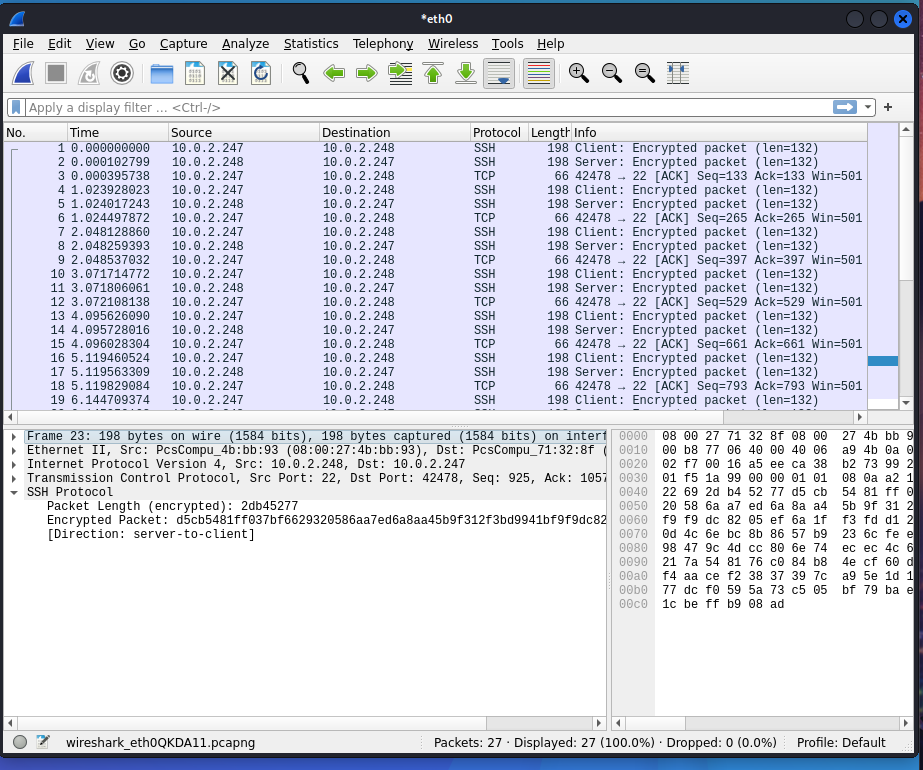 *eth0
File Edit View Go Capture Analyze Statistics Telephony Wireless Tools Help
Apply a display filter … <Ctrl-/>
No. Time Source Destination Protocol Length Info
1 0.000000000 10.0.2.247 10.0.2.248 SSH 198 Client: Encrypted packet (len=132)
2 0.000102799 10.0.2.248 10.0.2.247 SSH 198 Server: Encrypted packet (len=132)
3 0.000395738 10.0.2.247 10.0.2.248 TCP 66 42478 → 22 [ACK] Seq=133 Ack=133 Win=501
4 1.023928023 10.0.2.247 10.0.2.248 SSH 198 Client: Encrypted packet (len=132)
5 1.024017243 10.0.2.248 10.0.2.247 SSH 198 Server: Encrypted packet (len=132)
6 1.024497872 10.0.2.247 10.0.2.248 TCP 66 42478 → 22 [ACK] Seq=265 Ack=265 Win=501
7 2.048128860 10.0.2.247 10.0.2.248 SSH 198 Client: Encrypted packet (len=132)
8 2.048259393 10.0.2.248 10.0.2.247 SSH 198 Server: Encrypted packet (len=132)
9 2.048537032 10.0.2.247 10.0.2.248 TCP 66 42478 → 22 [ACK] Seq=397 Ack=397 Win=501
10 3.071714772 10.0.2.247 10.0.2.248 SSH 198 Client: Encrypted packet (len=132)
11 3.071806061 10.0.2.248 10.0.2.247 SSH 198 Server: Encrypted packet (len=132)
12 3.072108138 10.0.2.247 10.0.2.248 TCP 66 42478 → 22 [ACK] Seq=529 Ack=529 Win=501
13 4.095626090 10.0.2.247 10.0.2.248 SSH 198 Client: Encrypted packet (len=132)
14 4.095728016 10.0.2.248 10.0.2.247 SSH 198 Server: Encrypted packet (len=132)
15 4.096028304 10.0.2.247 10.0.2.248 TCP 66 42478 → 22 [ACK] Seq=661 Ack=661 Win=501
16 5.119460524 10.0.2.247 10.0.2.248 SSH 198 Client: Encrypted packet (len=132)
17 5.119563309 10.0.2.248 10.0.2.247 SSH 198 Server: Encrypted packet (len=132)
18 5.119829084 10.0.2.247 10.0.2.248 TCP 66 42478 → 22 [ACK] Seq=793 Ack=793 Win=501
19 6.144709374 10.0.2.247 10.0.2.248 SSH 198 Client: Encrypted packet (len=132)
Frame 23: 198 bytes on wire (1584 bits), 198 bytes captured (1584 bits) on interf
Ethernet II, Src: PcsCompu_4b:bb:93 (08:00:27:4b:bb:93), Dst: PcsCompu_71:32:8f (
Internet Protocol Version 4, Src: 10.0.2.248, Dst: 10.0.2.247
Transmission Control Protocol, Src Port: 22, Dst Port: 42478, Seq: 925, Ack: 1057
SSH Protocol
Packet Length (encrypted): 2db45277
Encrypted Packet: d5cb5481ff037bf6629320586aa7ed6a8aa45b9f312f3bd9941bf9f9dc82
[Direction: server-to-client]
0000 08 00 27 71 32 8f 08 00 27 4b bb 9
0010 00 b8 77 06 40 00 40 06 a9 4b 0a 0
0020 02 f7 00 16 a5 ee ca 38 b2 73 99 2
0030 01 f5 1a 99 00 00 01 01 08 0a a2 1
0040 22 69 2d b4 52 77 d5 cb 54 81 ff 0
0050 20 58 6a a7 ed 6a 8a a4 5b 9f 31 2
0060 f9 f9 dc 82 05 ef 6a 1f f3 fd d1 2
0070 0d 4c 6e bc 8b 86 57 b9 23 6c fe e
0080 98 47 9c 4d cc 80 6e 74 ec ec 4c 6
0090 21 7a 54 81 76 c0 84 b8 4e cf 60 d
00a0 f4 aa ce f2 38 37 39 7c a9 5e 1d 1
00b0 77 dc f0 59 5a 73 c5 05 bf 79 ba e
00c0 1c be ff b9 08 ad
wireshark_eth0QKDA11.pcapng Packets: 27 · Displayed: 27 (100.0%) · Dropped: 0 (0.0%) Profile: Default